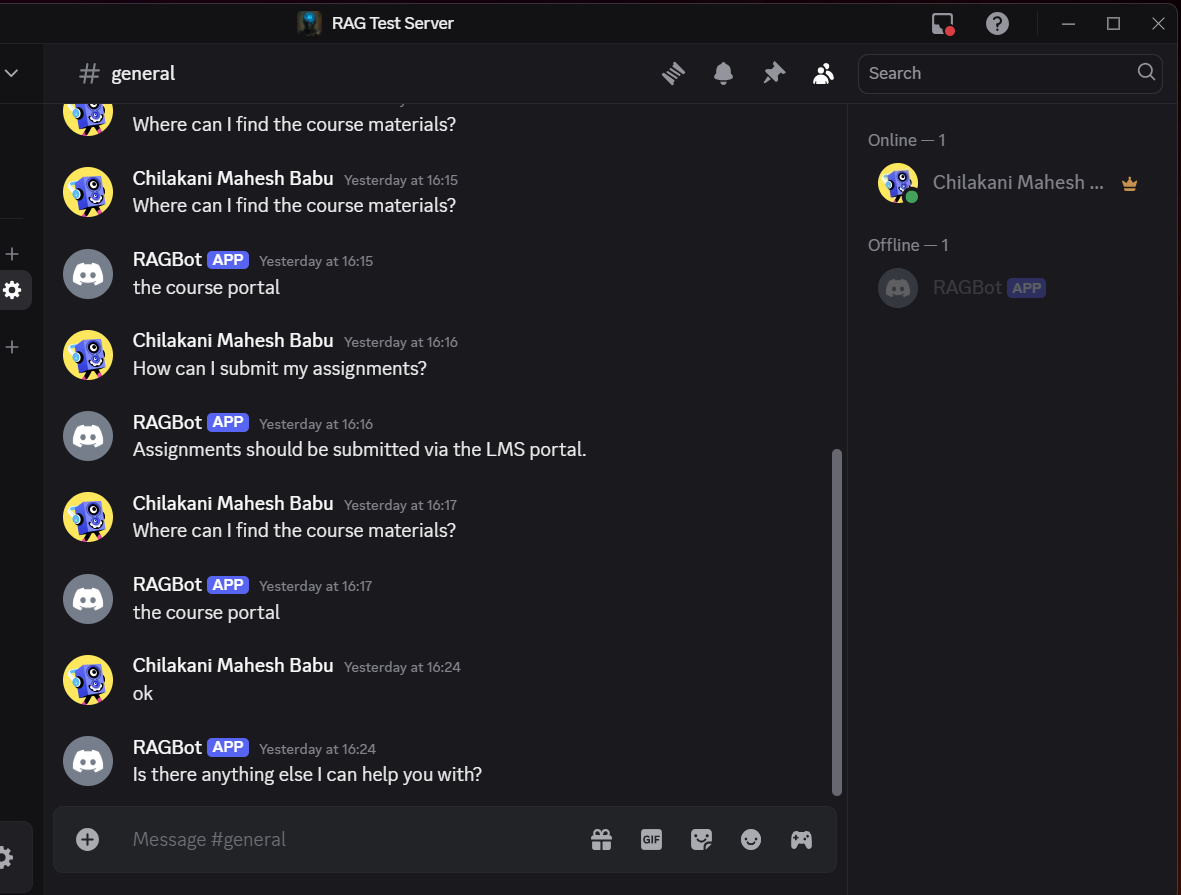 RAG Test Server
# general
Search
Where can I find the course materials?
Chilakani Mahesh Babu Yesterday at 16:15
Where can I find the course materials?
RAGBot APP Yesterday at 16:15
the course portal
Chilakani Mahesh Babu Yesterday at 16:16
How can I submit my assignments?
RAGBot APP Yesterday at 16:16
Assignments should be submitted via the LMS portal.
Chilakani Mahesh Babu Yesterday at 16:17
Where can I find the course materials?
RAGBot APP Yesterday at 16:17
the course portal
Chilakani Mahesh Babu Yesterday at 16:24
ok
RAGBot APP Yesterday at 16:24
Is there anything else I can help you with?
Message #general
GIF
Online — 1
Chilakani Mahesh ...
Offline — 1
RAGBot APP